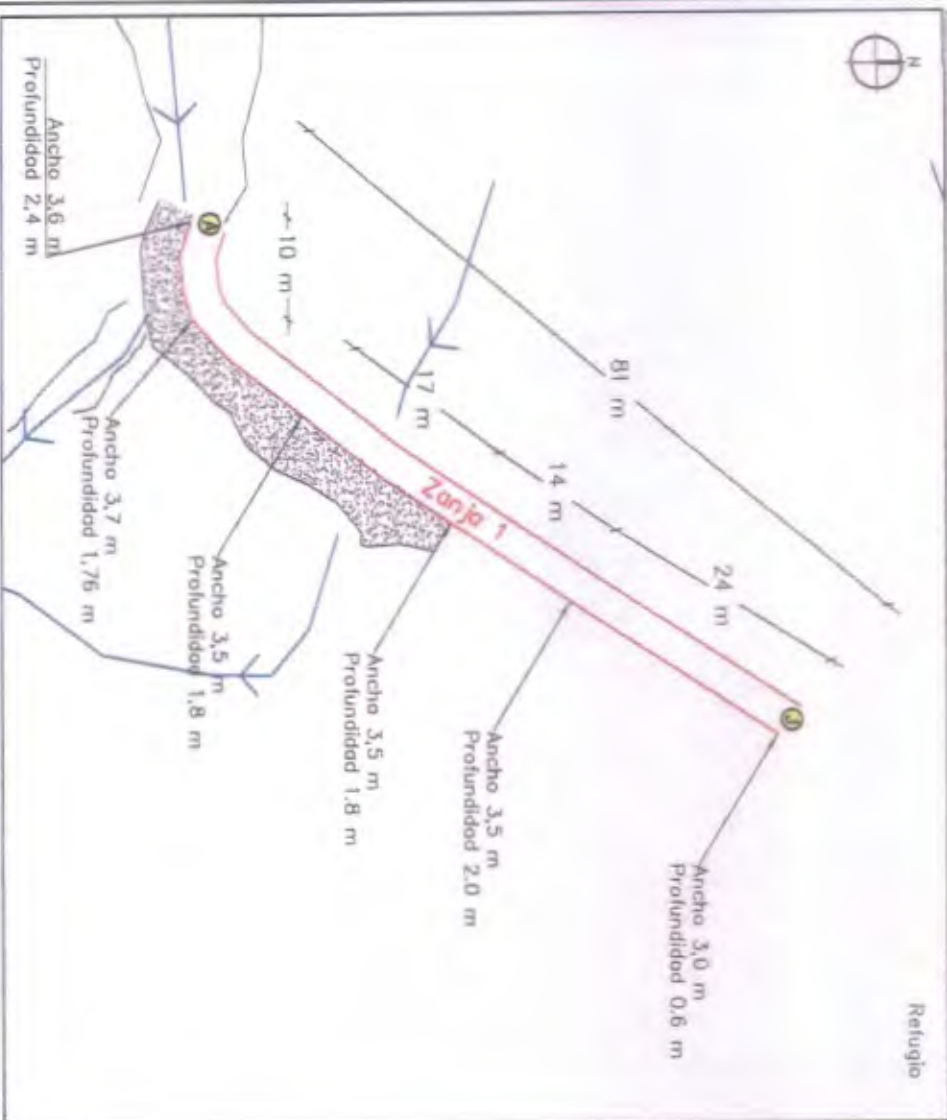 N
Refugio
81 m
24 m
14 m
17 m
10 m
J
A
Zanja 1
Ancho 3,0 m
Profundidad 0.6 m
Ancho 3,5 m
Profundidad 2.0 m
Ancho 3,5 m
Profundidad 1.8 m
Ancho 3,5 m
Profundidad 1,8 m
Ancho 3,7 m
Profundidad 1,76 m
Ancho 3,6 m
Profundidad 2,4 m